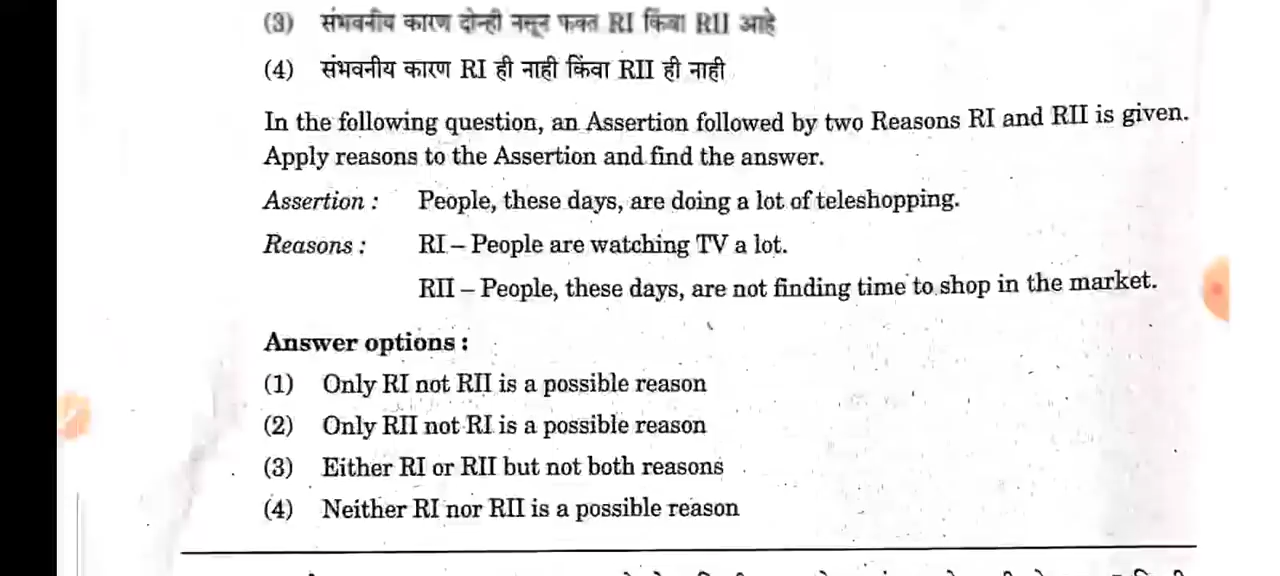 (3) संभवनीय कारण दोन्ही नसून फक्त RI किंवा RII आहे
(4) संभवनीय कारण RI ही नाही किंवा RII ही नाही
In the following question, an Assertion followed by two Reasons RI and RII is given.
Apply reasons to the Assertion and find the answer.
Assertion : People, these days, are doing a lot of teleshopping.
Reasons : RI – People are watching TV a lot.
RII – People, these days, are not finding time to shop in the market.
Answer options :
(1) Only RI not RII is a possible reason
(2) Only RII not RI is a possible reason
(3) Either RI or RII but not both reasons
(4) Neither RI nor RII is a possible reason